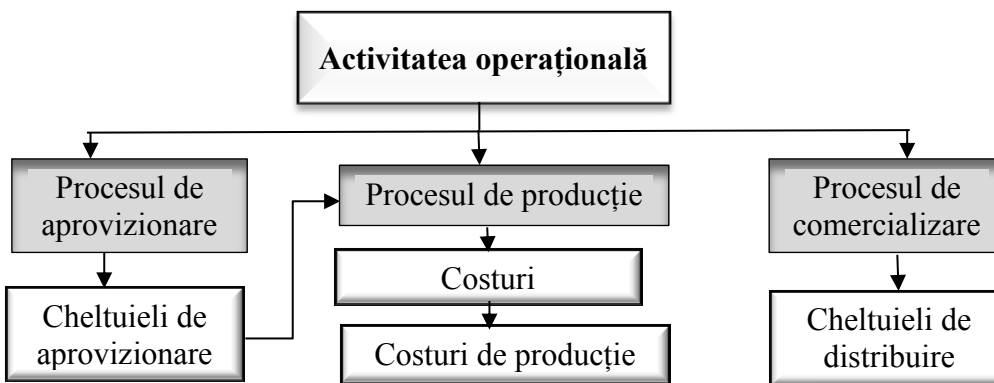 Activitatea operațională
Procesul de
aprovizionare
Procesul de producție
Procesul de
comercializare
Costuri
Cheltuieli de
aprovizionare
Costuri de producție
Cheltuieli de
distribuire